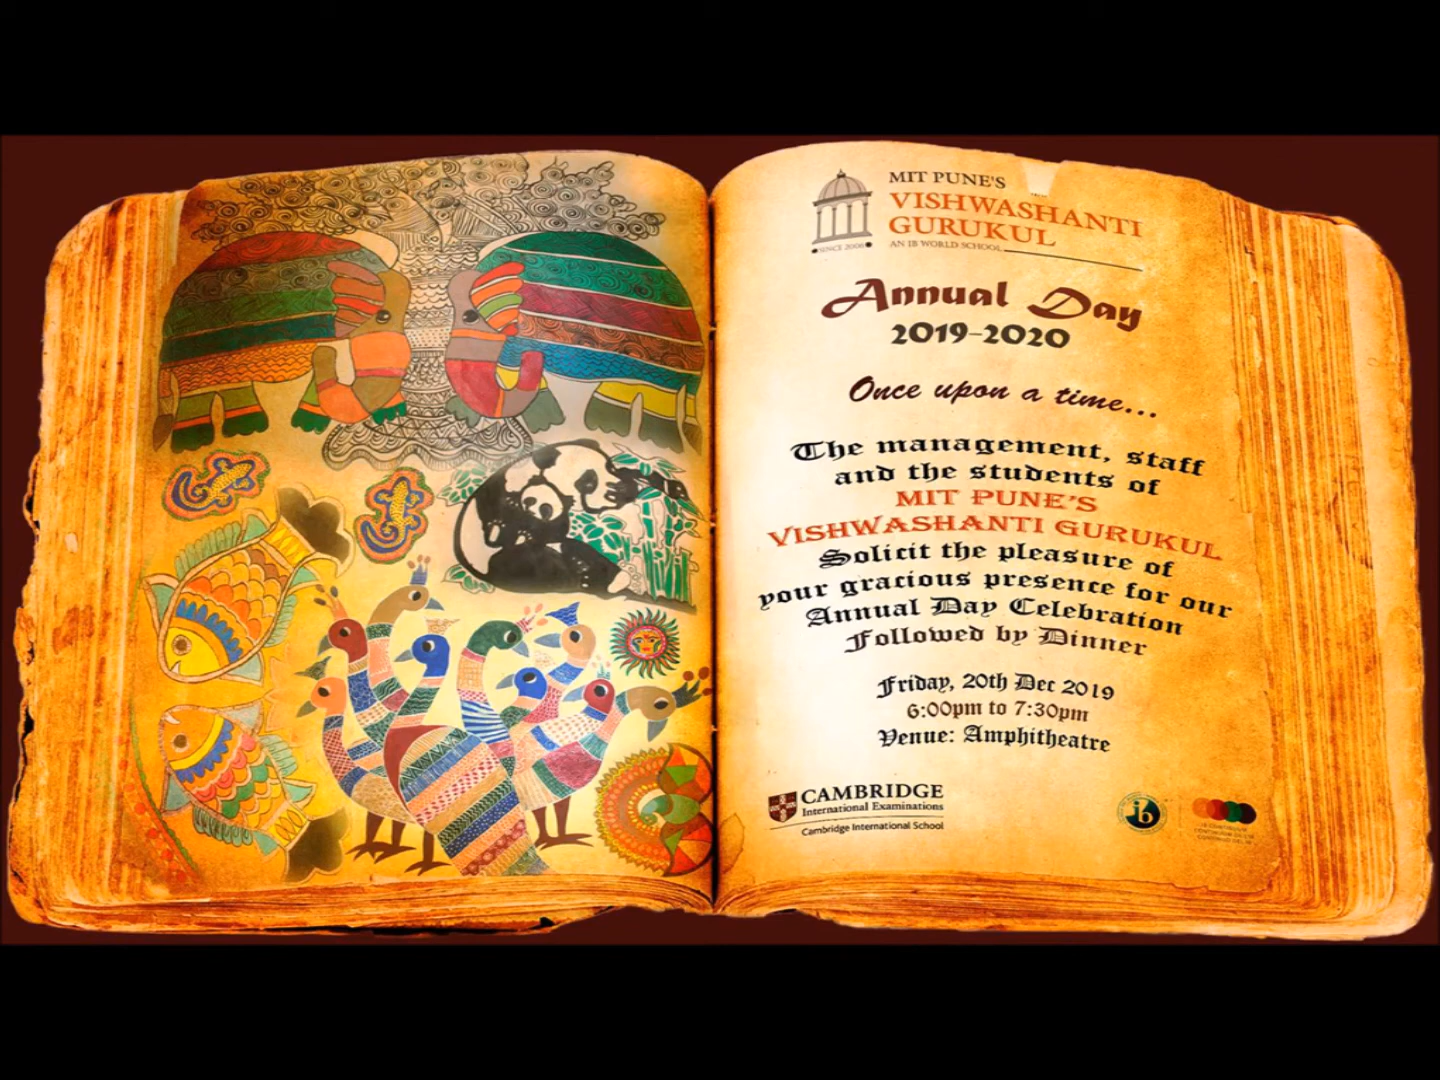 MIT PUNE'S
VISHWASHANTI
GURUKUL
SINCE 2006
AN IB WORLD SCHOOL
Annual Day
2019-2020
Once upon a time...
The management, staff
and the students of
MIT PUNE'S
VISHWASHANTI GURUKUL
Solicit the pleasure of
your gracious presence for our
Annual Day Celebration
Followed by Dinner
Friday, 20th Dec 2019
6:00pm to 7:30pm
Venue: Amphitheatre
CAMBRIDGE
International Examinations
Cambridge International School
ib